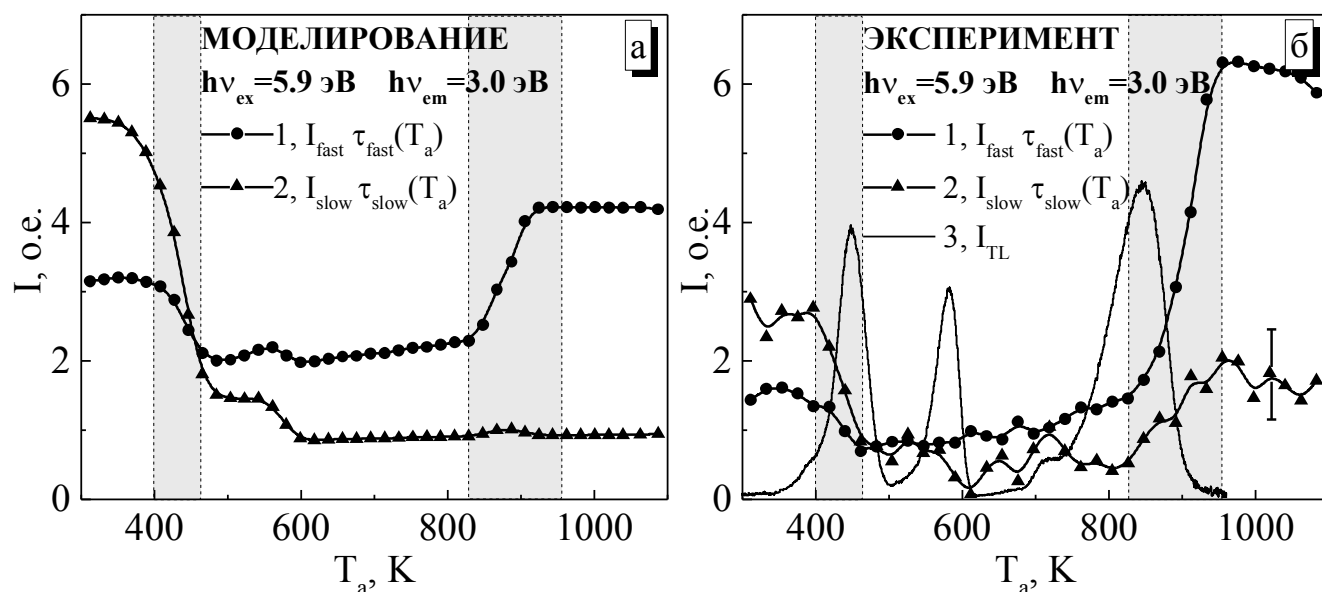 МОДЕЛИРОВАНИЕ
а
hν_ex=5.9 эВ hν_em=3.0 эВ
1, I_fast τ_fast(T_a)
2, I_slow τ_slow(T_a)
I, о.е.
6
4
2
0
400
600
800
1000
T_a, K
ЭКСПЕРИМЕНТ
б
hν_ex=5.9 эВ hν_em=3.0 эВ
1, I_fast τ_fast(T_a)
2, I_slow τ_slow(T_a)
3, I_TL
I, о.е.
6
4
2
0
400
600
800
1000
T_a, K